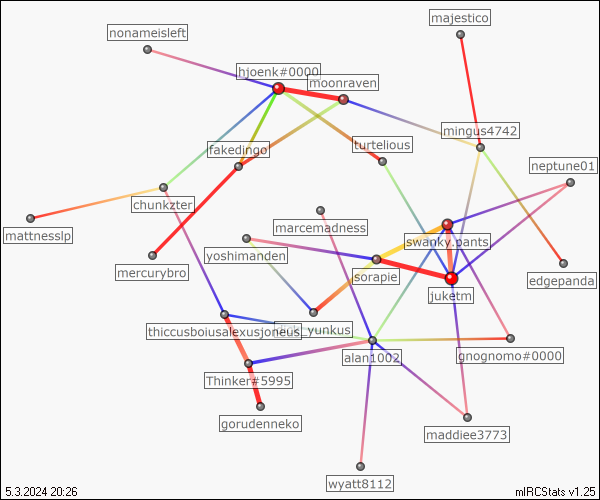 majestico
nonameisleft
hjoenk#0000
moonraven
mingus4742
turtelious
fakedingo
neptune01
chunkzter
marcemadness
mattnesslp
swanky.pants
yoshimanden
mercurybro
sorapie
edgepanda
juketm
thiccusboiusalexusjoneus
yunkus
alan1002
gnognomo#0000
Thinker#5995
gorudenneko
maddiee3773
wyatt8112
5.3.2024 20:26
mIRCStats v1.25